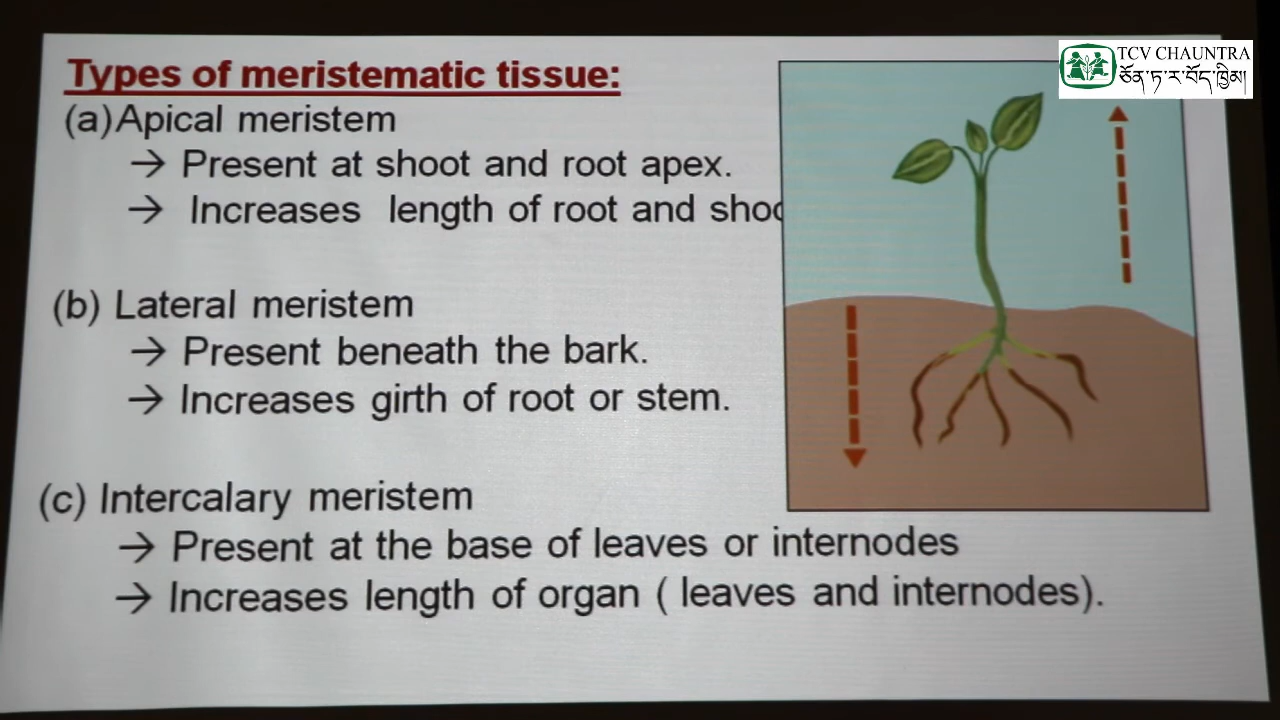 Types of meristematic tissue:
(a)Apical meristem
→ Present at shoot and root apex.
→ Increases length of root and
(b) Lateral meristem
→ Present beneath the bark.
→ Increases girth of root or stem.
(c) Intercalary meristem
→ Present at the base of leaves or internodes
→ Increases length of organ ( leaves and internodes).
TCV CHAUNTRA
ཅོན་ཏ་ར་བོད་ཁྱིམ།